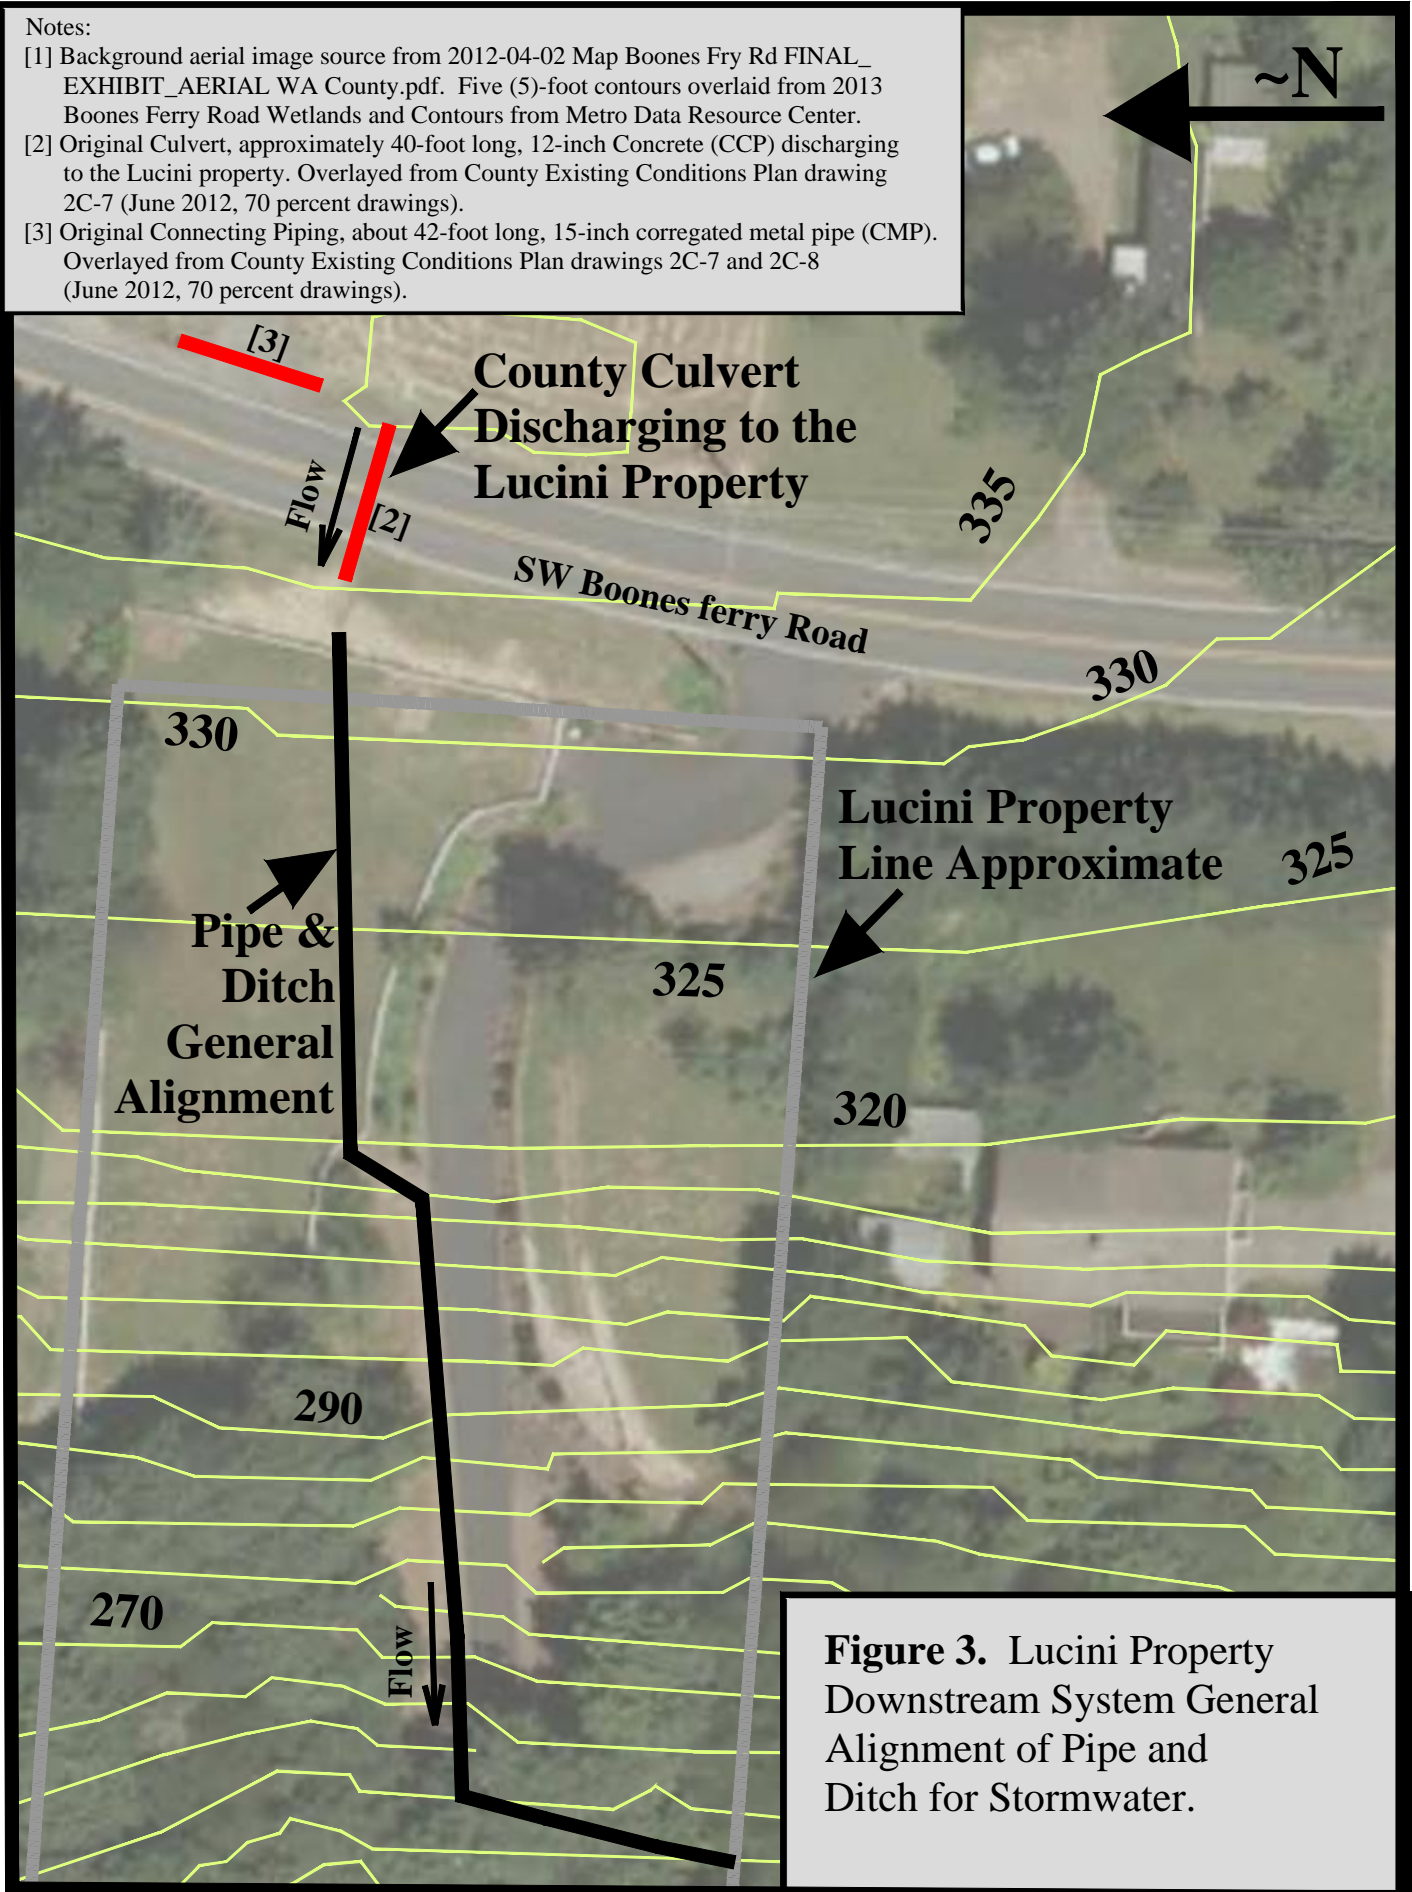 Notes:
[1] Background aerial image source from 2012-04-02 Map Boones Fry Rd FINAL_
EXHIBIT_AERIAL WA County.pdf. Five (5)-foot contours overlaid from 2013
Boones Ferry Road Wetlands and Contours from Metro Data Resource Center.
[2] Original Culvert, approximately 40-foot long, 12-inch Concrete (CCP) discharging
to the Lucini property. Overlayed from County Existing Conditions Plan drawing
2C-7 (June 2012, 70 percent drawings).
[3] Original Connecting Piping, about 42-foot long, 15-inch corregated metal pipe (CMP).
Overlayed from County Existing Conditions Plan drawings 2C-7 and 2C-8
(June 2012, 70 percent drawings).
~N
[3]
County Culvert
Discharging to the
Lucini Property
Flow
[2]
335
SW Boones ferry Road
330
330
Lucini Property
Line Approximate
325
Pipe &
Ditch
General
Alignment
325
320
290
270
Flow
Figure 3. Lucini Property
Downstream System General
Alignment of Pipe and
Ditch for Stormwater.